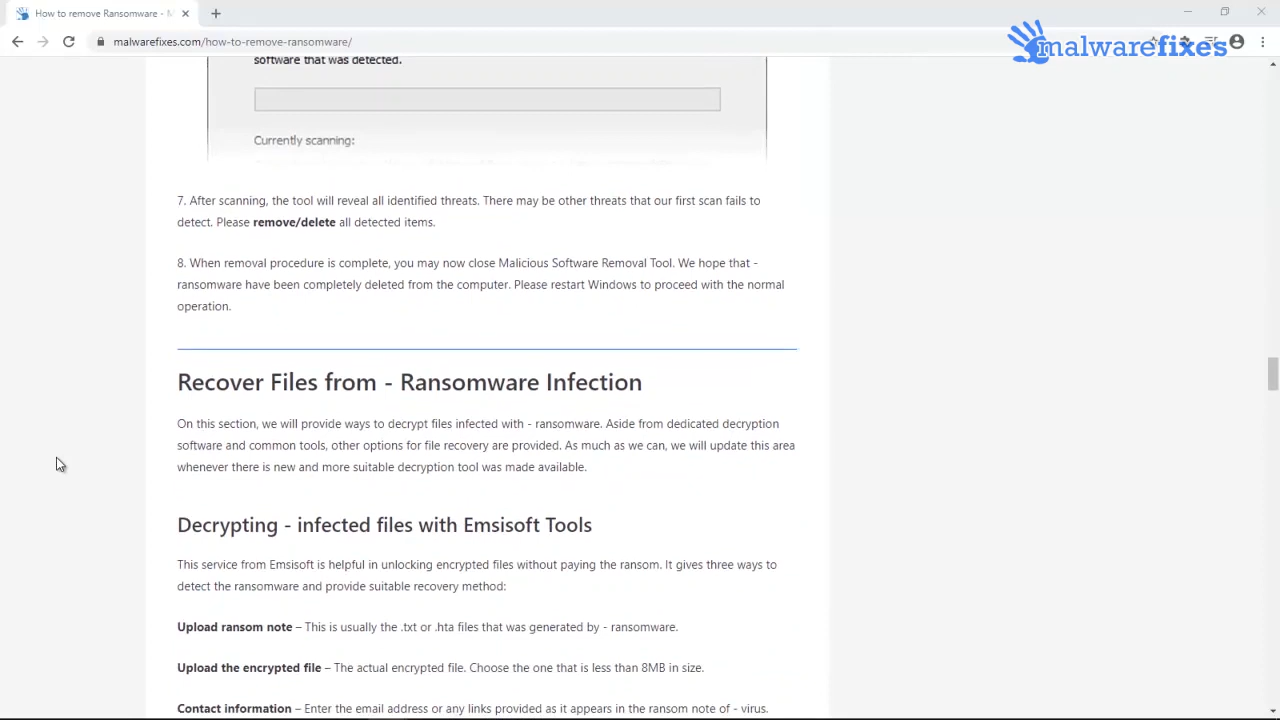 How to remove Ransomware - M
malwarefixes.com/how-to-remove-ransomware/
malwarefixes
software that was detected.
Currently scanning:
7. After scanning, the tool will reveal all identified threats. There may be other threats that our first scan fails to
detect. Please remove/delete all detected items.
8. When removal procedure is complete, you may now close Malicious Software Removal Tool. We hope that -
ransomware have been completely deleted from the computer. Please restart Windows to proceed with the normal
operation.
Recover Files from - Ransomware Infection
On this section, we will provide ways to decrypt files infected with - ransomware. Aside from dedicated decryption
software and common tools, other options for file recovery are provided. As much as we can, we will update this area
whenever there is new and more suitable decryption tool was made available.
Decrypting - infected files with Emsisoft Tools
This service from Emsisoft is helpful in unlocking encrypted files without paying the ransom. It gives three ways to
detect the ransomware and provide suitable recovery method:
Upload ransom note – This is usually the .txt or .hta files that was generated by - ransomware.
Upload the encrypted file – The actual encrypted file. Choose the one that is less than 8MB in size.
Contact information – Enter the email address or any links provided as it appears in the ransom note of - virus.